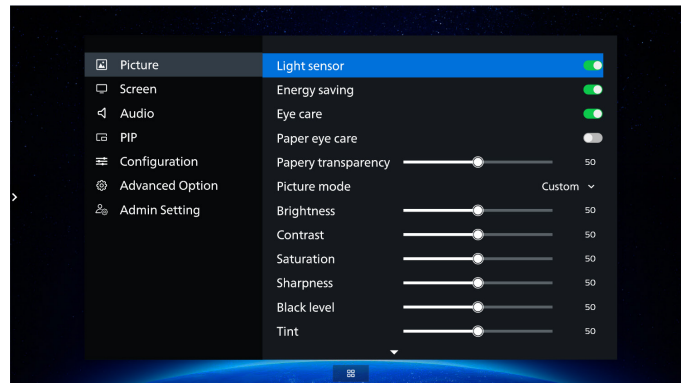 Picture
Screen
Audio
PIP
Configuration
Advanced Option
Admin Setting
Light sensor
Energy saving
Eye care
Paper eye care
Papery transparency 50
Picture mode Custom
Brightness 50
Contrast 50
Saturation 50
Sharpness 50
Black level 50
Tint 50